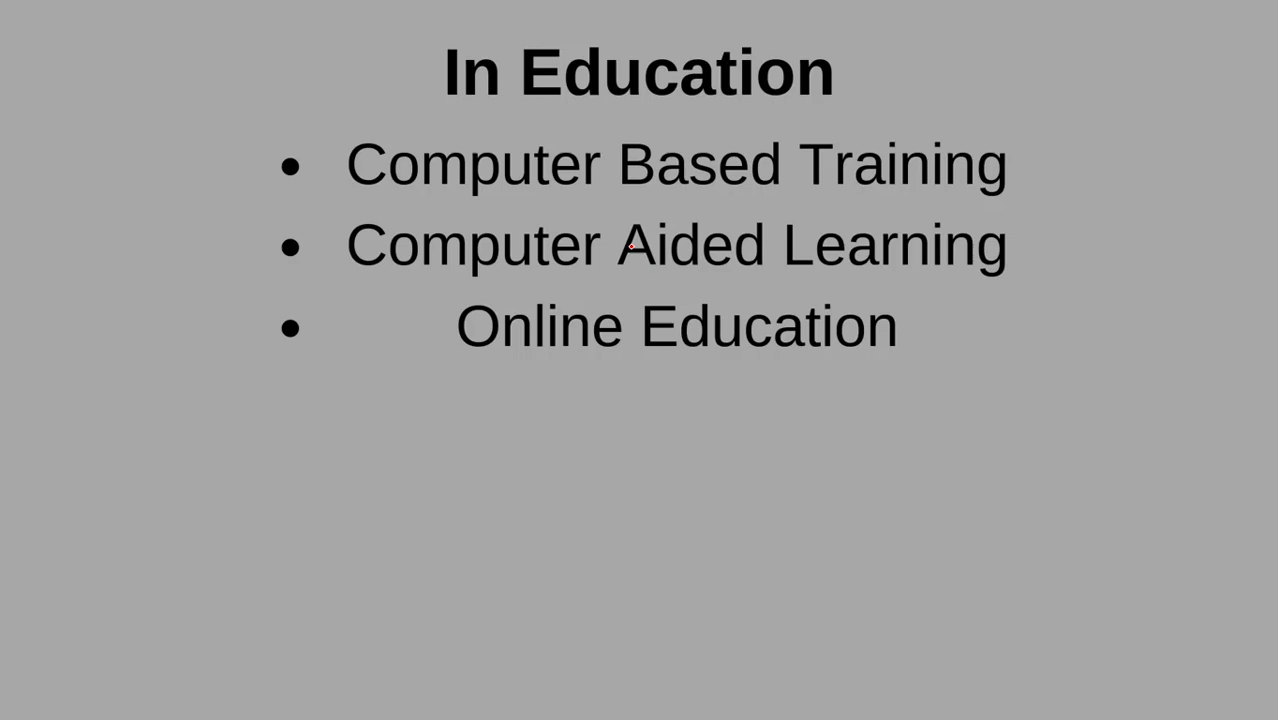 In Education
• Computer Based Training
• Computer Aided Learning
• Online Education